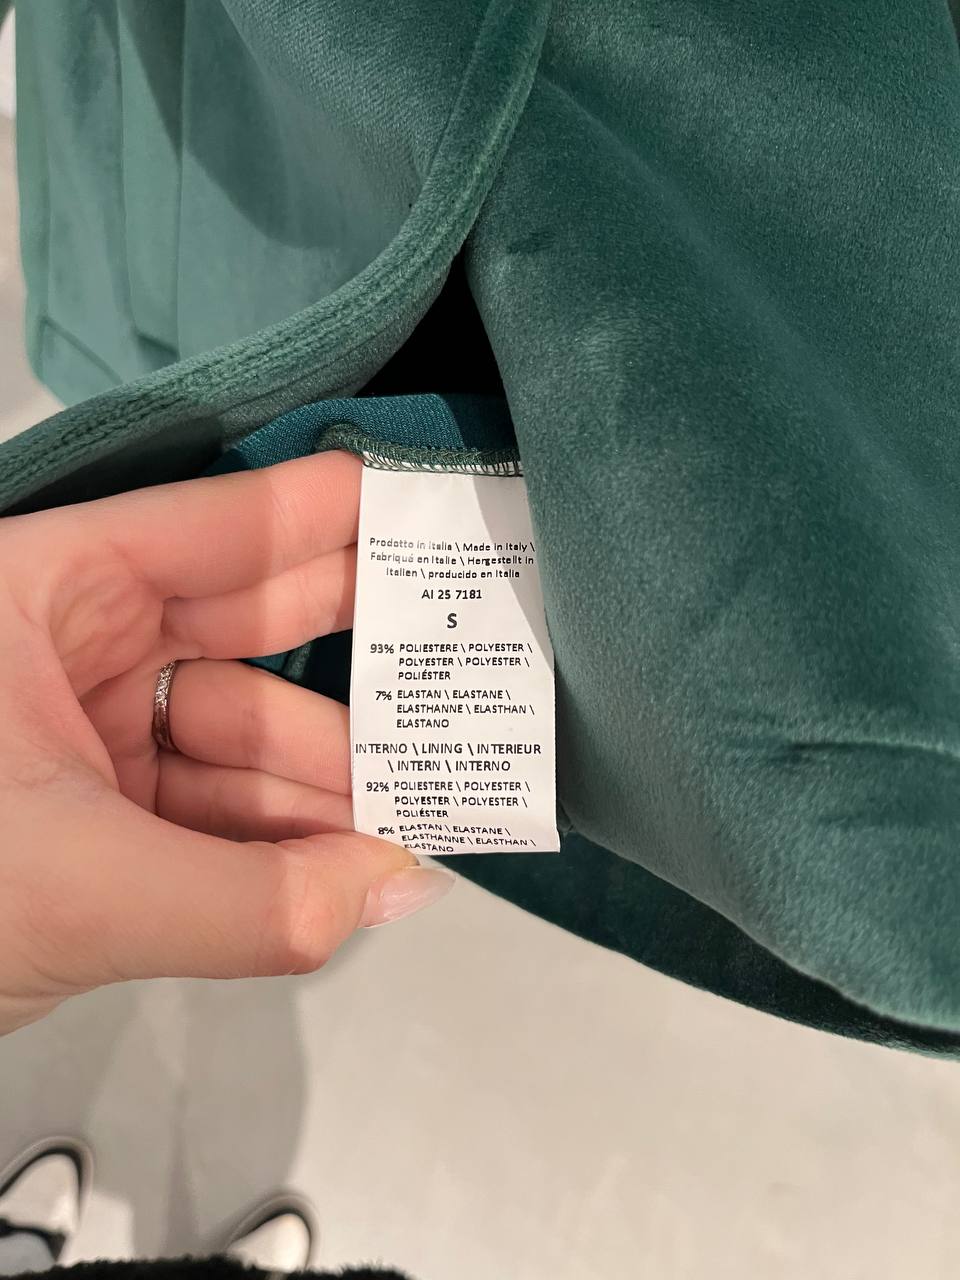 Prodotto in Italia \ Made in Italy \
Fabriqué en Italie \ Hergestellt in
Italien \ producido en Italia
AI 25 7181
S
93% POLIESTERE \ POLYESTER \
POLYESTER \ POLYESTER \
POLIÉSTER
7% ELASTAN \ ELASTANE \
ELASTHANNE \ ELASTHAN \
ELASTANO
INTERNO \ LINING \ INTERIEUR
\ INTERN \ INTERNO
92% POLIESTERE \ POLYESTER \
POLYESTER \ POLYESTER \
POLIÉSTER
8% ELASTAN \ ELASTANE \
ELASTHANNE \ ELASTHAN \
ELASTANO